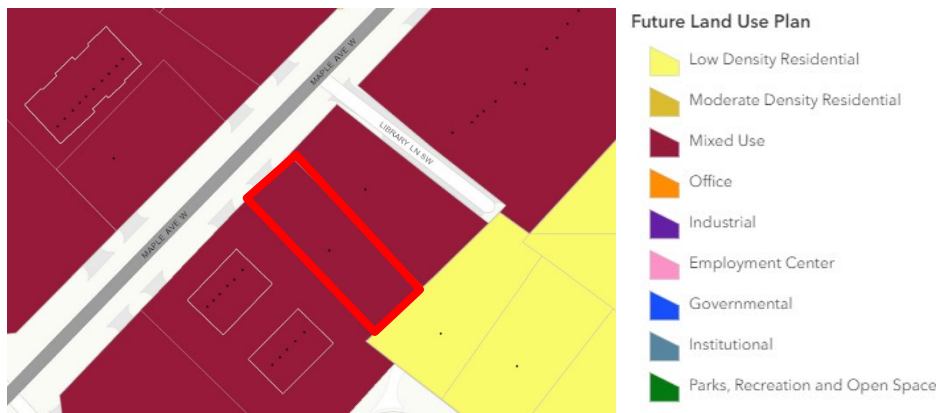 Future Land Use Plan
Low Density Residential
Moderate Density Residential
Mixed Use
Office
Industrial
Employment Center
Governmental
Institutional
Parks, Recreation and Open Space
MAPLE AVE W
LIBRARY LN SW
MAPLE AVE W